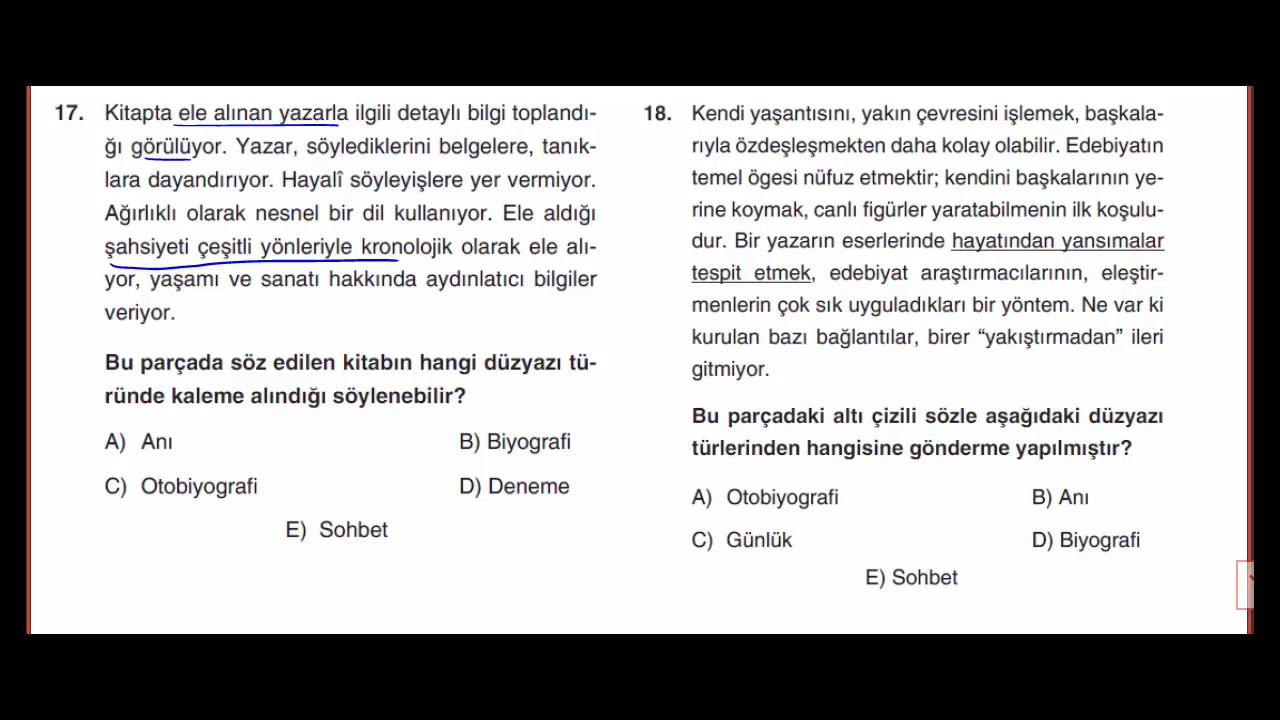 17. Kitapta ele alınan yazarla ilgili detaylı bilgi toplandı-
ğı görülüyor. Yazar, söylediklerini belgelere, tanık-
lara dayandırıyor. Hayalî söyleyişlere yer vermiyor.
Ağırlıklı olarak nesnel bir dil kullanıyor. Ele aldığı
şahsiyeti çeşitli yönleriyle kronolojik olarak ele alı-
yor, yaşamı ve sanatı hakkında aydınlatıcı bilgiler
veriyor.
Bu parçada söz edilen kitabın hangi düzyazı tü-
ründe kaleme alındığı söylenebilir?
A) Anı
B) Biyografi
C) Otobiyografi
D) Deneme
E) Sohbet
18. Kendi yaşantısını, yakın çevresini işlemek, başkala-
rıyla özdeşleşmekten daha kolay olabilir. Edebiyatın
temel ögesi nüfuz etmektir; kendini başkalarının ye-
rine koymak, canlı figürler yaratabilmenin ilk koşulu-
dur. Bir yazarın eserlerinde hayatından yansımalar
tespit etmek, edebiyat araştırmacılarının, eleştir-
menlerin çok sık uyguladıkları bir yöntem. Ne var ki
kurulan bazı bağlantılar, birer “yakıştırmadan” ileri
gitmiyor.
Bu parçadaki altı çizili sözle aşağıdaki düzyazı
türlerinden hangisine gönderme yapılmıştır?
A) Otobiyografi
B) Anı
C) Günlük
D) Biyografi
E) Sohbet